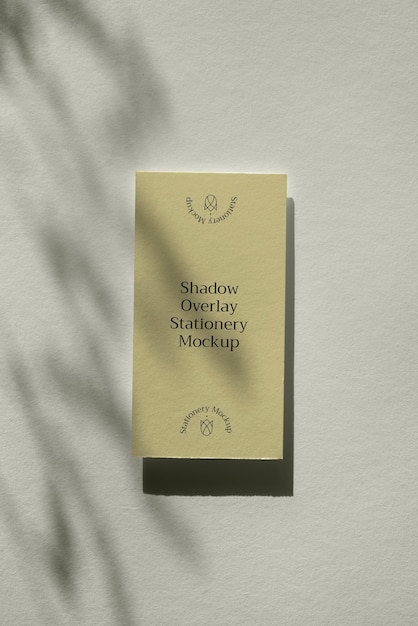 Stationery Mockup
Shadow
Overlay
Stationery
Mockup
Stationery Mockup